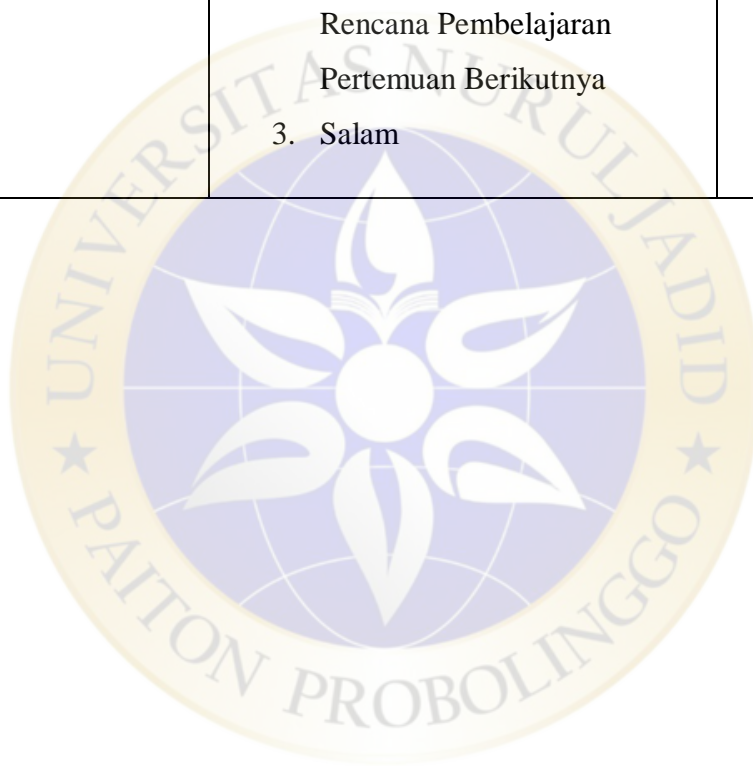 Rencana Pembelajaran
Pertemuan Berikutnya
3. Salam
UNIVERSITAS NURUL JADID
★ PAITON PROBOLINGGO ★